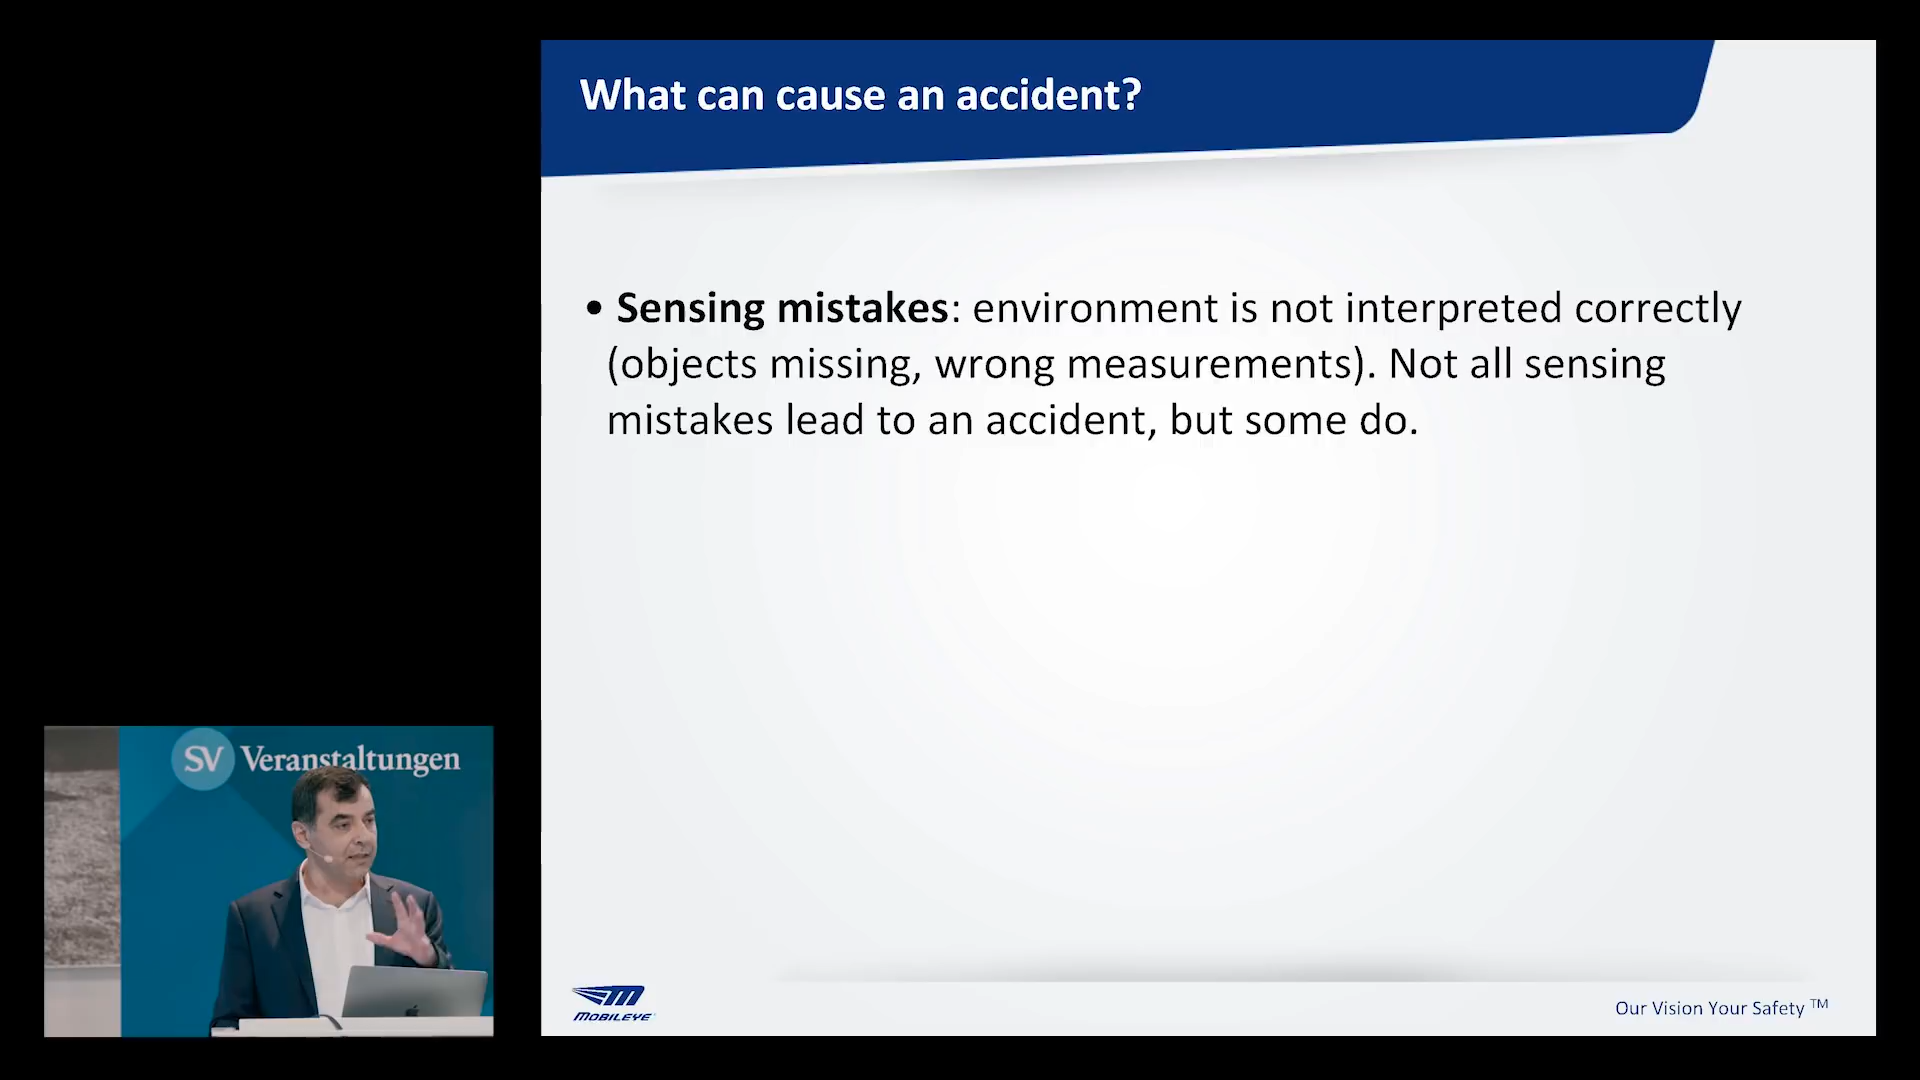 What can cause an accident?
• Sensing mistakes: environment is not interpreted correctly
(objects missing, wrong measurements). Not all sensing
mistakes lead to an accident, but some do.
SV Veranstaltungen
MOBILEYE
Our Vision Your Safety TM